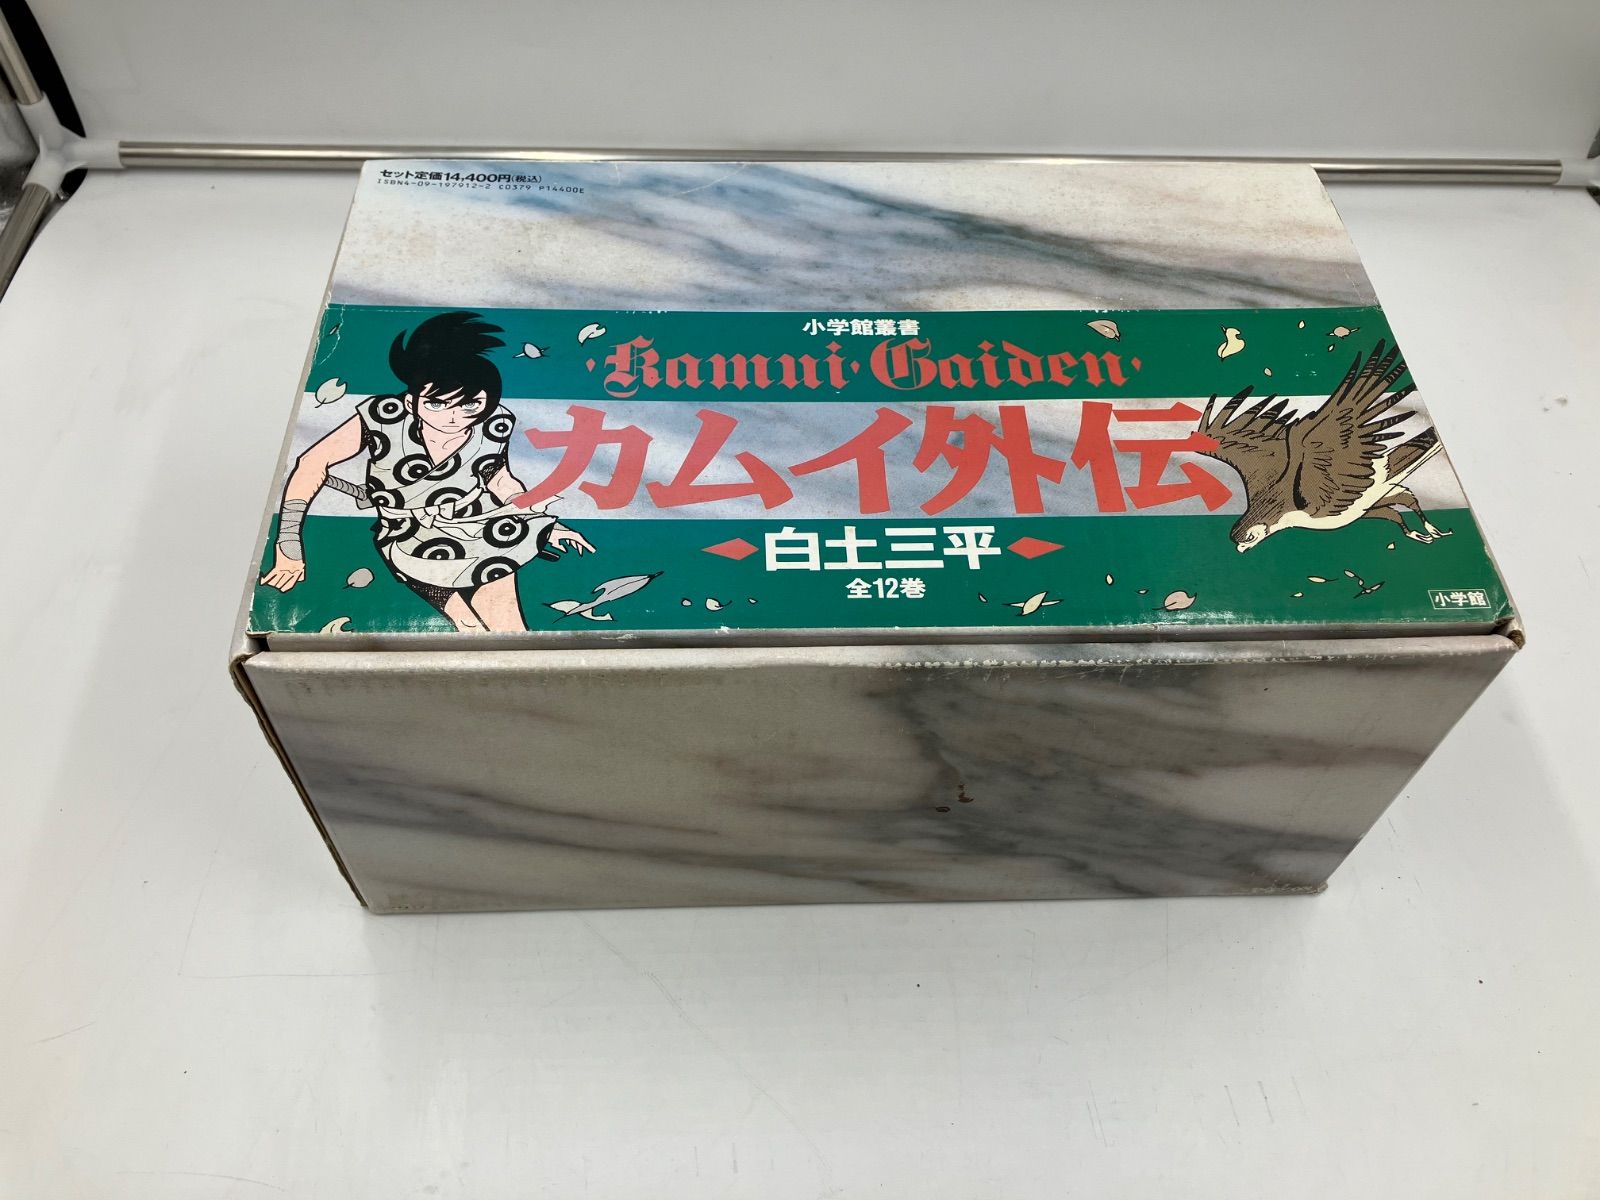 セット定価14,400円(税込)
ISBN4-09-197912-2 C0379 P14400E
小学館叢書
・Kamui・Gaiden・
カムイ外伝
◆白土三平◆
全12巻
小学館